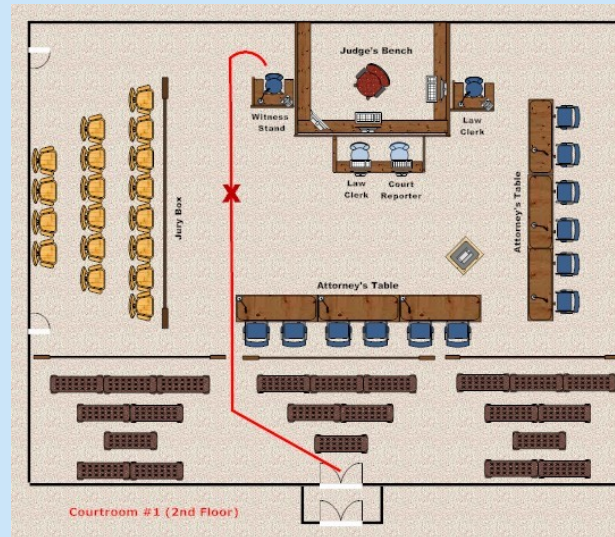 Judge's Bench
Witness
Stand
Law
Clerk
Law
Clerk
Court
Reporter
Jury Box
Attorney's Table
Attorney's Table
X
Courtroom #1 (2nd Floor)